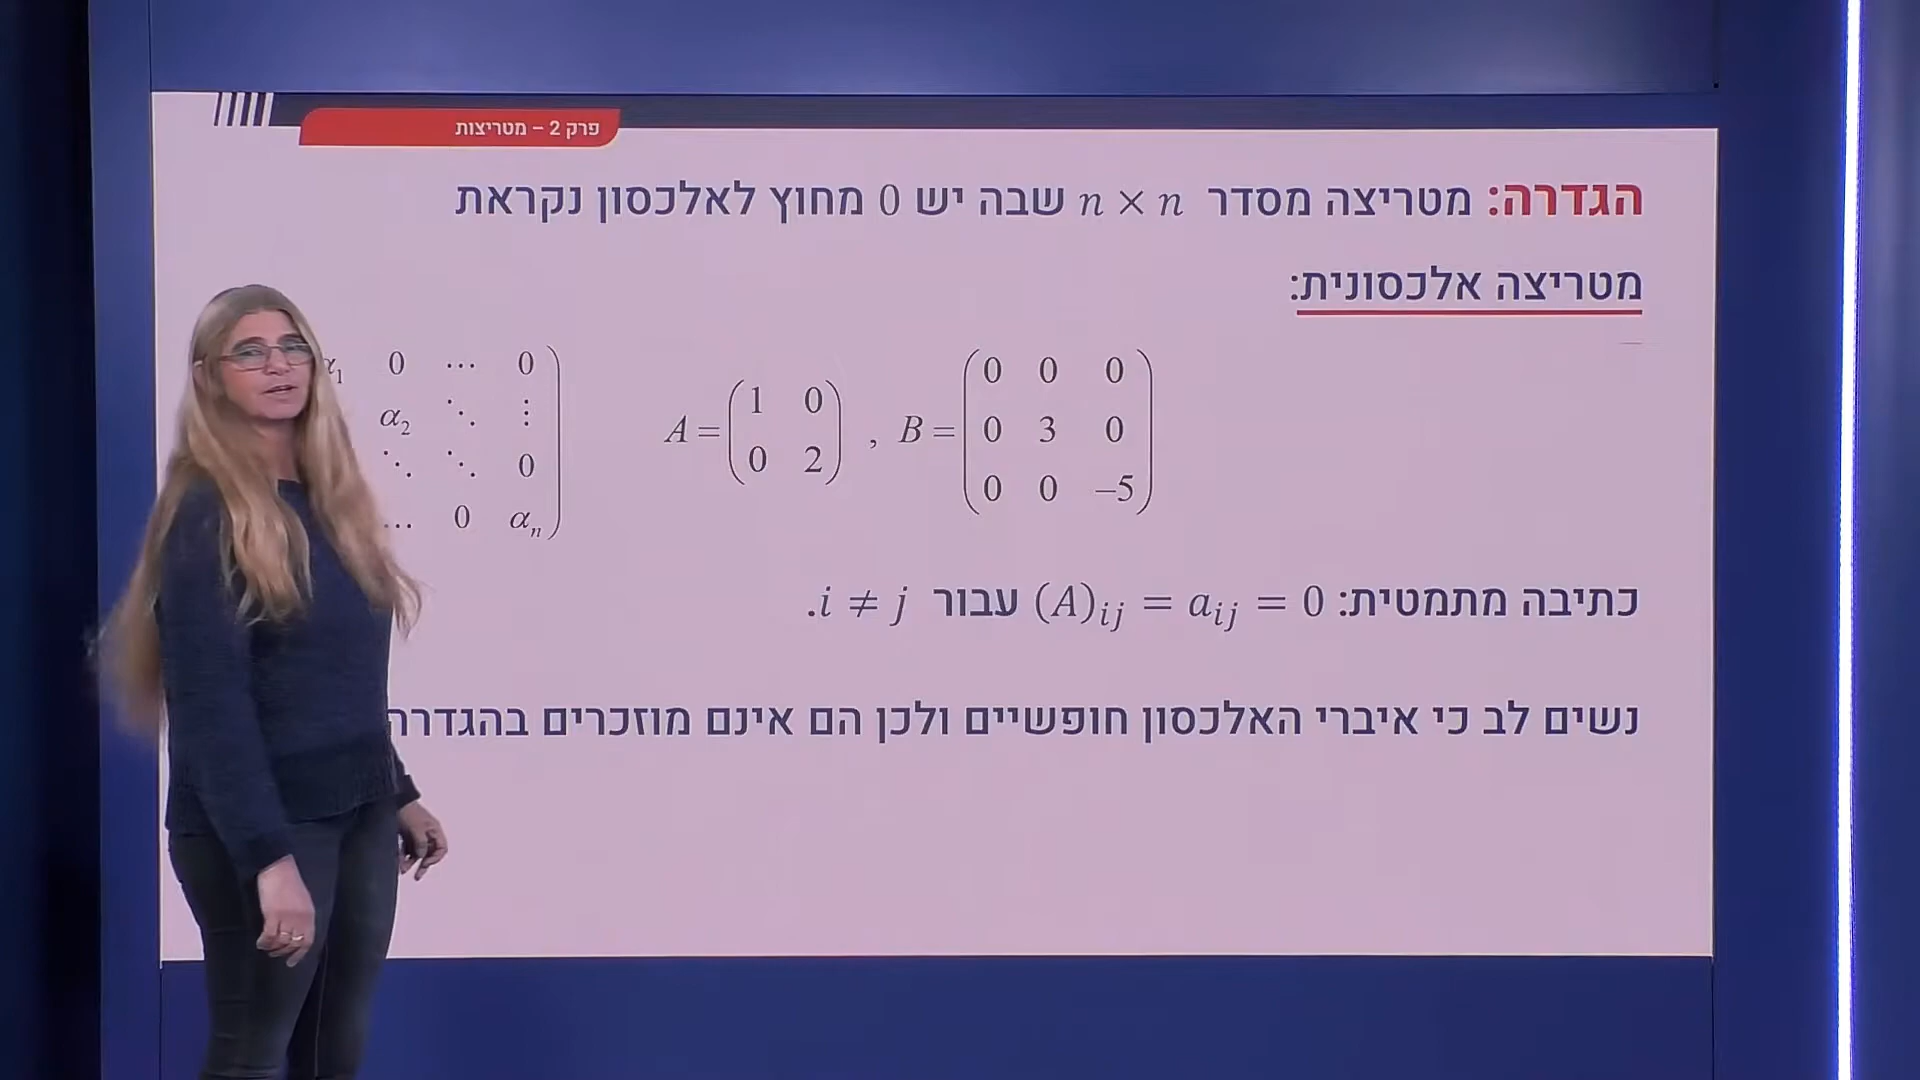 פרק 2 – מטריצות
הגדרה: מטריצה מסדר n × n שבה יש 0 מחוץ לאלכסון נקראת
מטריצה אלכסונית:
α₁ 0 ⋯ 0
α₂ ⋱ ⋮
⋱ ⋱ 0
⋯ 0 αₙ
A = (1 0
0 2) , B = (0 0 0
0 3 0
0 0 −5)
כתיבה מתמטית: (A)ᵢⱼ = aᵢⱼ = 0 עבור i ≠ j.
נשים לב כי איברי האלכסון חופשיים ולכן הם אינם מוזכרים בהגדרה